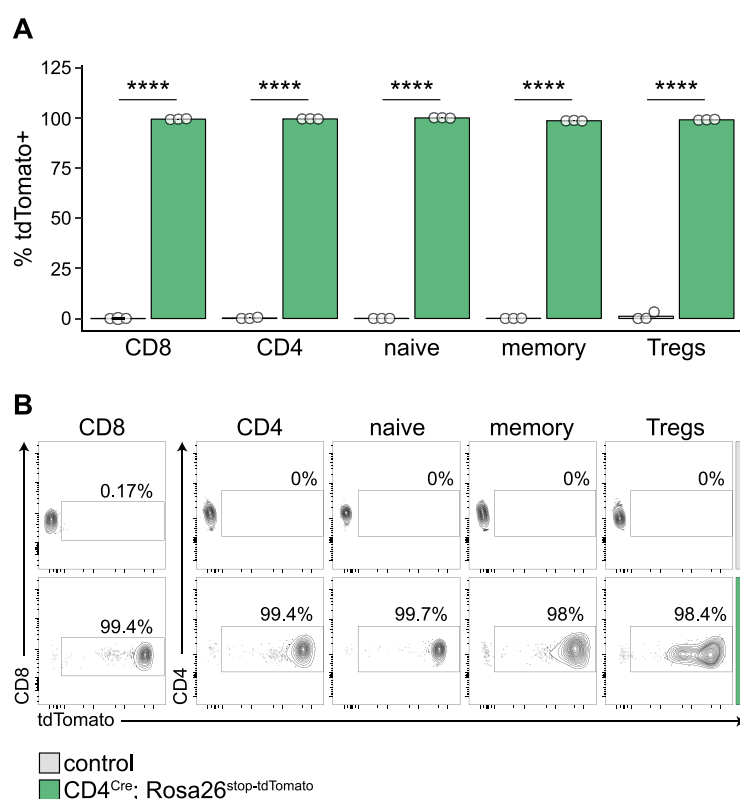 A
125
**** **** **** **** ****
100
75
50
25
0
% tdTomato+
CD8 CD4 naive memory Tregs
B
CD8 CD4 naive memory Tregs
0.17% 0% 0% 0% 0%
99.4% 99.4% 99.7% 98% 98.4%
CD8 CD4
tdTomato
control
CD4Cre; Rosa26stop-tdTomato